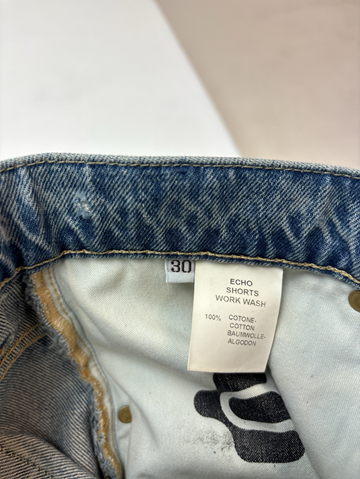 30
ECHO
SHORTS
WORK WASH
100% COTONE-
COTTON
BAUMWOLLE-
ALGODON